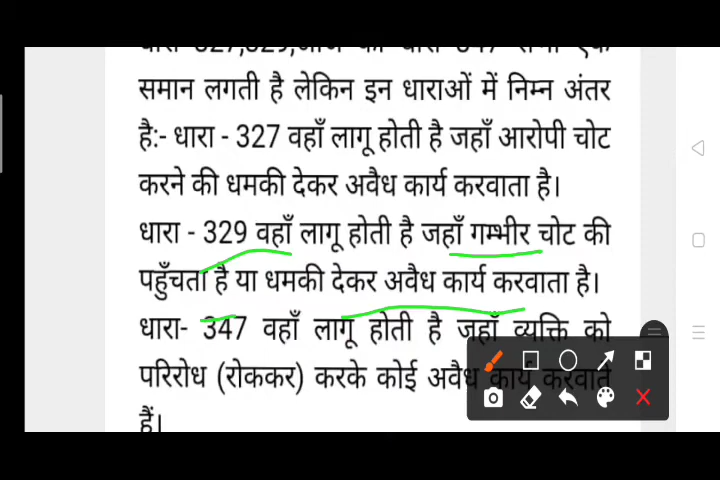 समान लगती है लेकिन इन धाराओं में निम्न अंतर
है:- धारा - 327 वहाँ लागू होती है जहाँ आरोपी चोट
करने की धमकी देकर अवैध कार्य करवाता है।
धारा - 329 वहाँ लागू होती है जहाँ गम्भीर चोट की
पहुँचता है या धमकी देकर अवैध कार्य करवाता है।
धारा- 347 वहाँ लागू होती है जहाँ व्यक्ति को
परिरोध (रोककर) करके कोई अवैध कार्य करवाते
हैं।